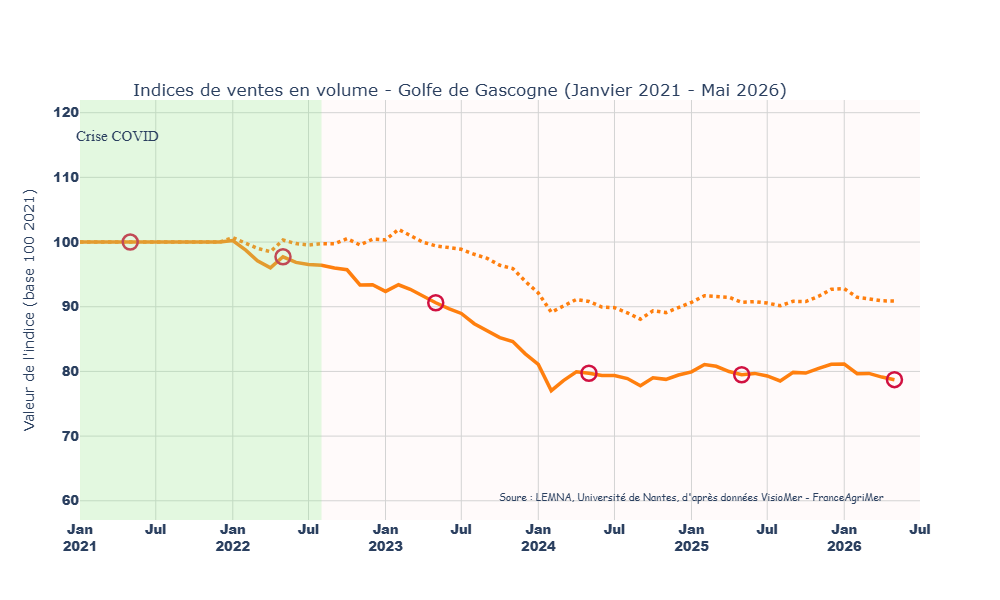 Indices de ventes en volume - Golfe de Gascogne (Janvier 2021 - Mai 2026)
120
Crise COVID
110
100
90
80
70
60
Valeur de l'indice (base 100 2021)
Soure : LEMNA, Université de Nantes, d'après données VisioMer - FranceAgriMer
Jan Jul Jan Jul Jan Jul Jan Jul Jan Jul Jan Jul
2021 2022 2023 2024 2025 2026